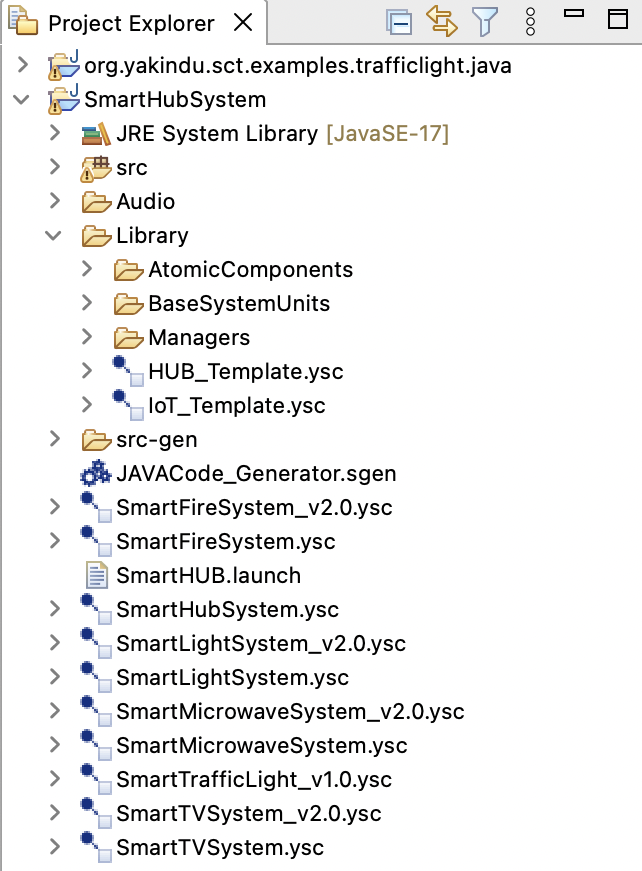 Project Explorer
org.yakindu.sct.examples.trafficlight.java
SmartHubSystem
JRE System Library [JavaSE-17]
src
Audio
Library
AtomicComponents
BaseSystemUnits
Managers
HUB_Template.ysc
IoT_Template.ysc
src-gen
JAVACode_Generator.sgen
SmartFireSystem_v2.0.ysc
SmartFireSystem.ysc
SmartHUB.launch
SmartHubSystem.ysc
SmartLightSystem_v2.0.ysc
SmartLightSystem.ysc
SmartMicrowaveSystem_v2.0.ysc
SmartMicrowaveSystem.ysc
SmartTrafficLight_v1.0.ysc
SmartTVSystem_v2.0.ysc
SmartTVSystem.ysc